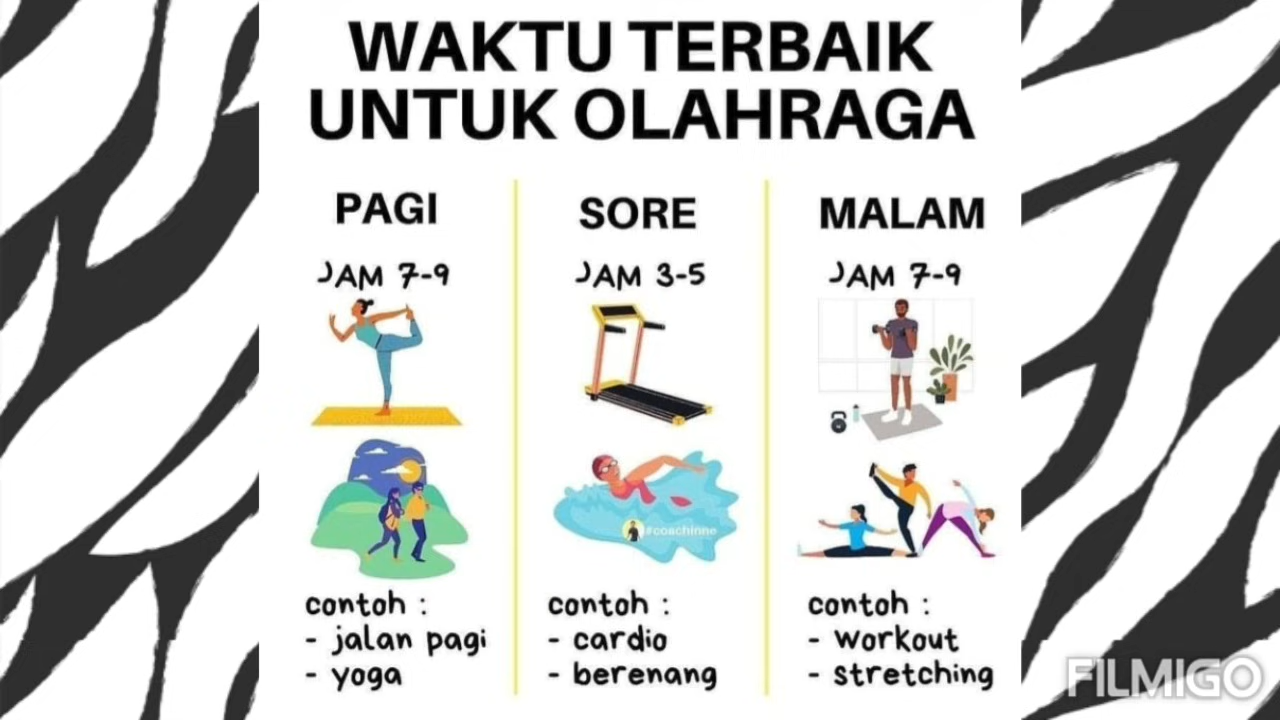 WAKTU TERBAIK
UNTUK OLAHRAGA
PAGI
JAM 7-9
contoh :
- jalan pagi
- yoga
SORE
JAM 3-5
#coachinne
contoh :
- cardio
- berenang
MALAM
JAM 7-9
contoh :
- workout
- stretching
FILMIGO